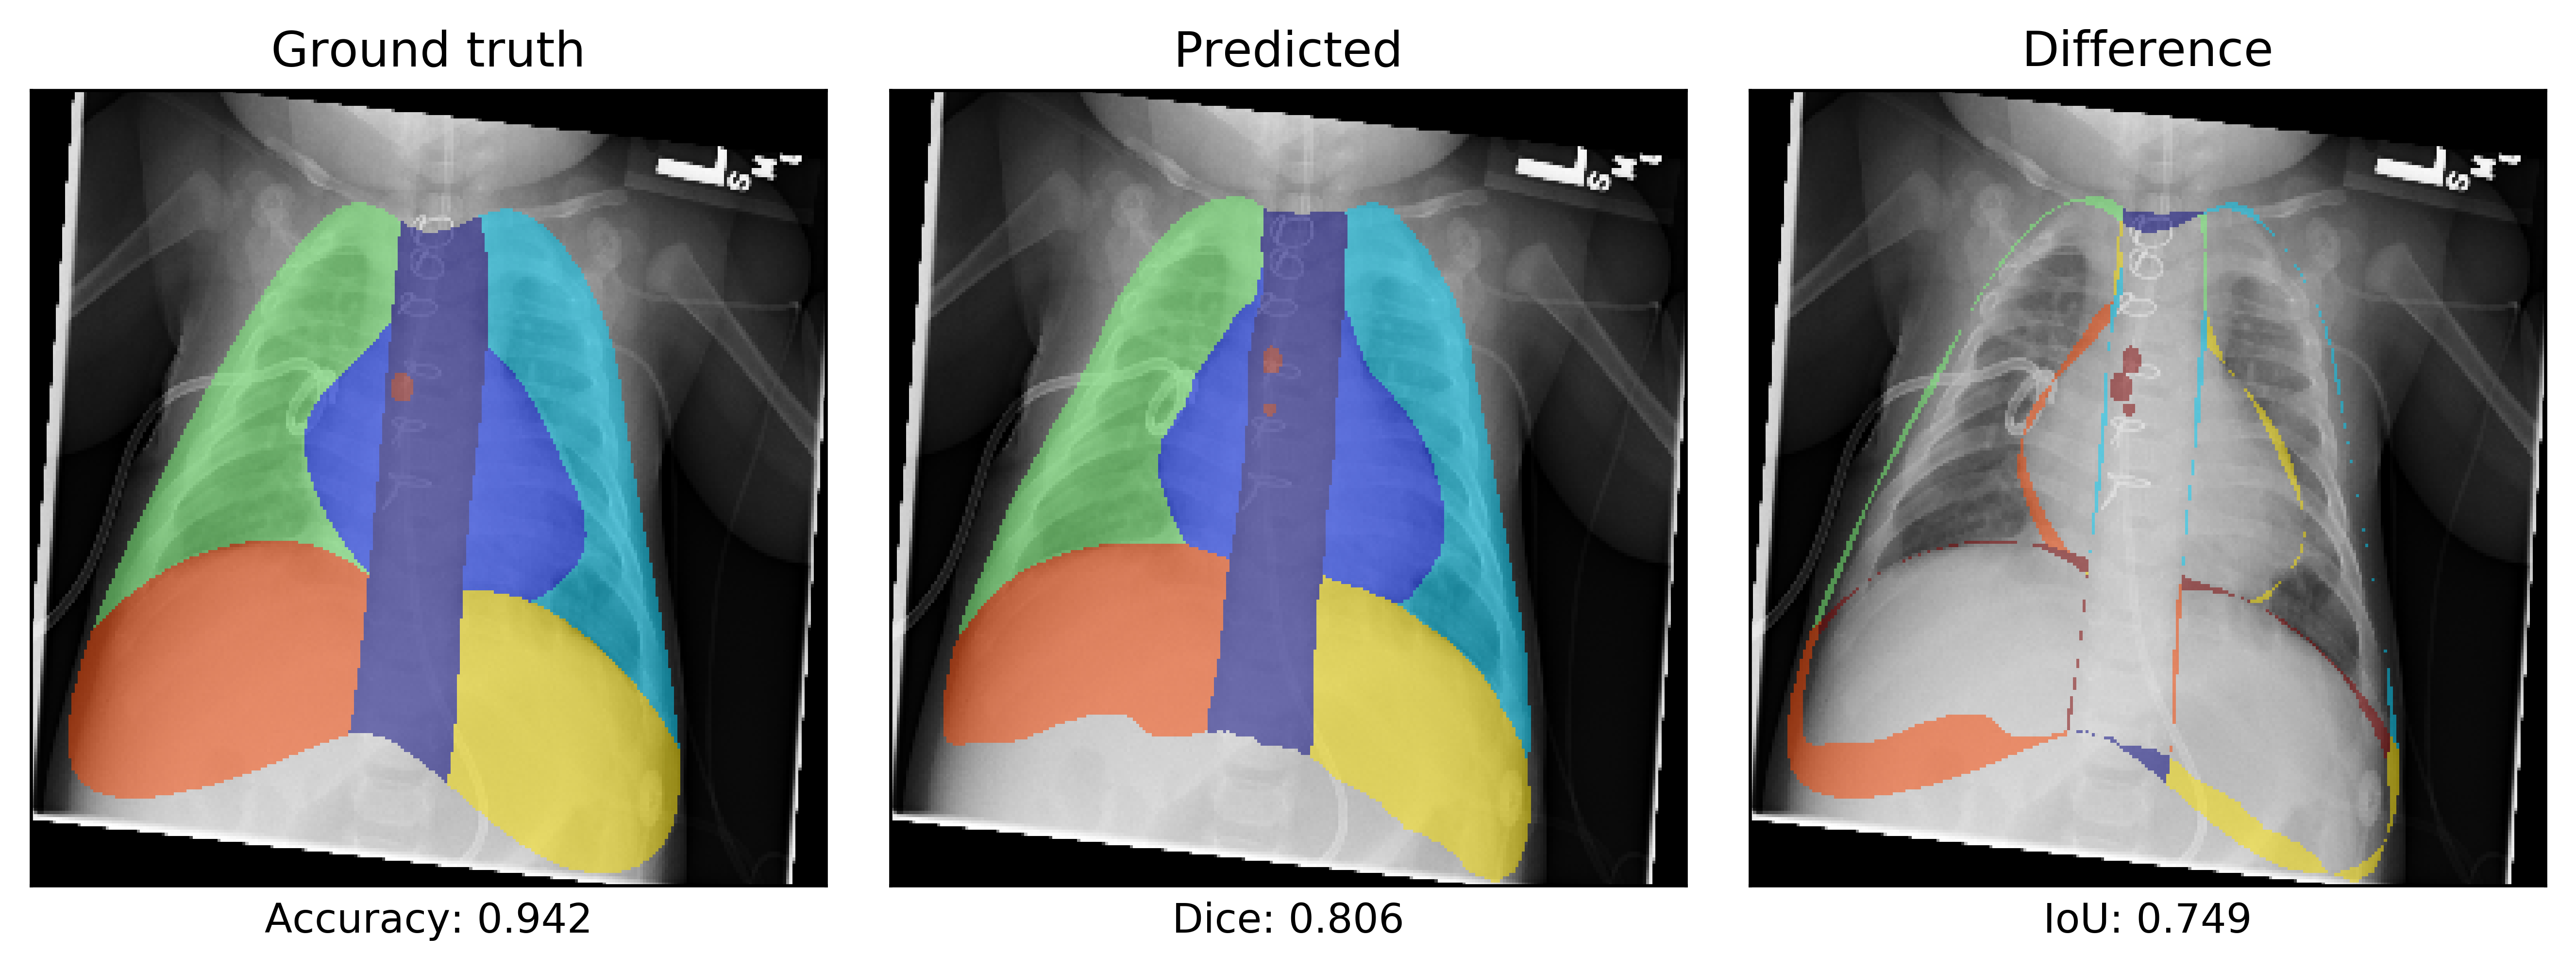 Ground truth
Predicted
Difference
L
L
L
Accuracy: 0.942
Dice: 0.806
IoU: 0.749